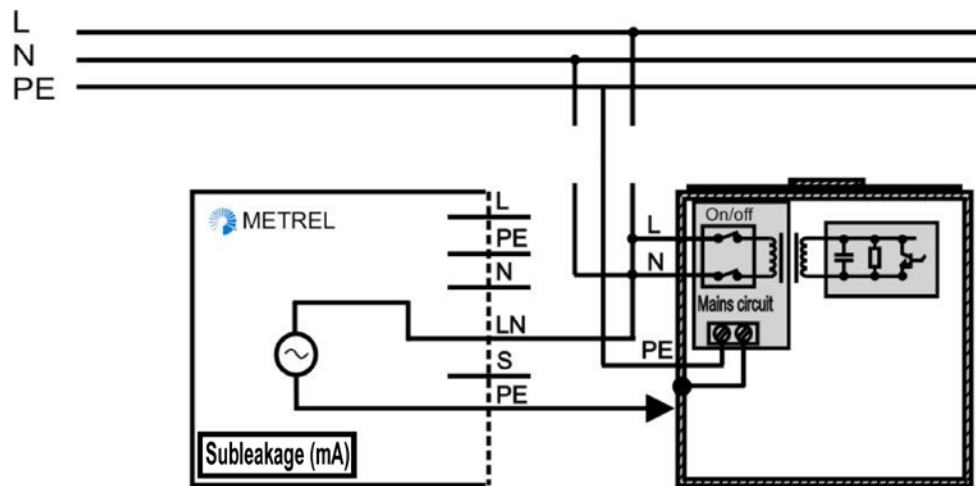 L
N
PE
METREL
L
PE
N
LN
S
PE
Subleakage (mA)
L
N
PE
On/off
Mains circuit